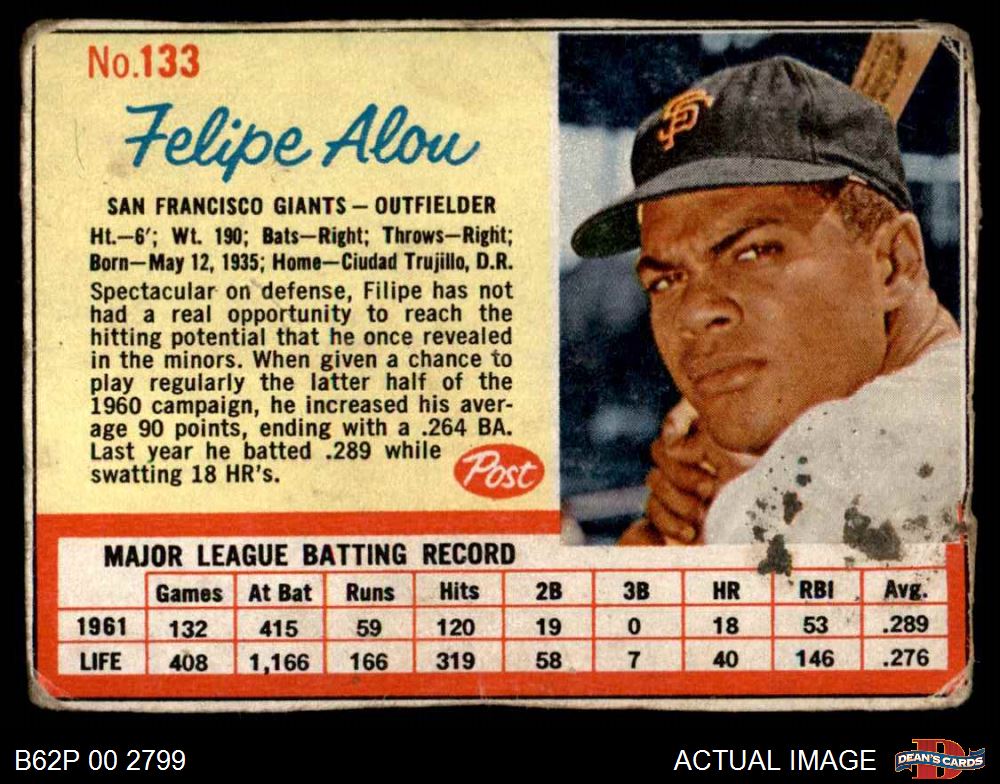 No.133
Felipe Alou
SAN FRANCISCO GIANTS – OUTFIELDER
Ht.–6'; Wt. 190; Bats–Right; Throws–Right;
Born–May 12, 1935; Home–Ciudad Trujillo, D.R.
Spectacular on defense, Filipe has not
had a real opportunity to reach the
hitting potential that he once revealed
in the minors. When given a chance to
play regularly the latter half of the
1960 campaign, he increased his aver-
age 90 points, ending with a .264 BA.
Last year he batted .289 while
swatting 18 HR's.
Post
SF
MAJOR LEAGUE BATTING RECORD
Games At Bat Runs Hits 2B 3B HR RBI Avg.
1961 132 415 59 120 19 0 18 53 .289
LIFE 408 1,166 166 319 58 7 40 146 .276
B62P 00 2799
ACTUAL IMAGE
D
DEAN'S CARDS